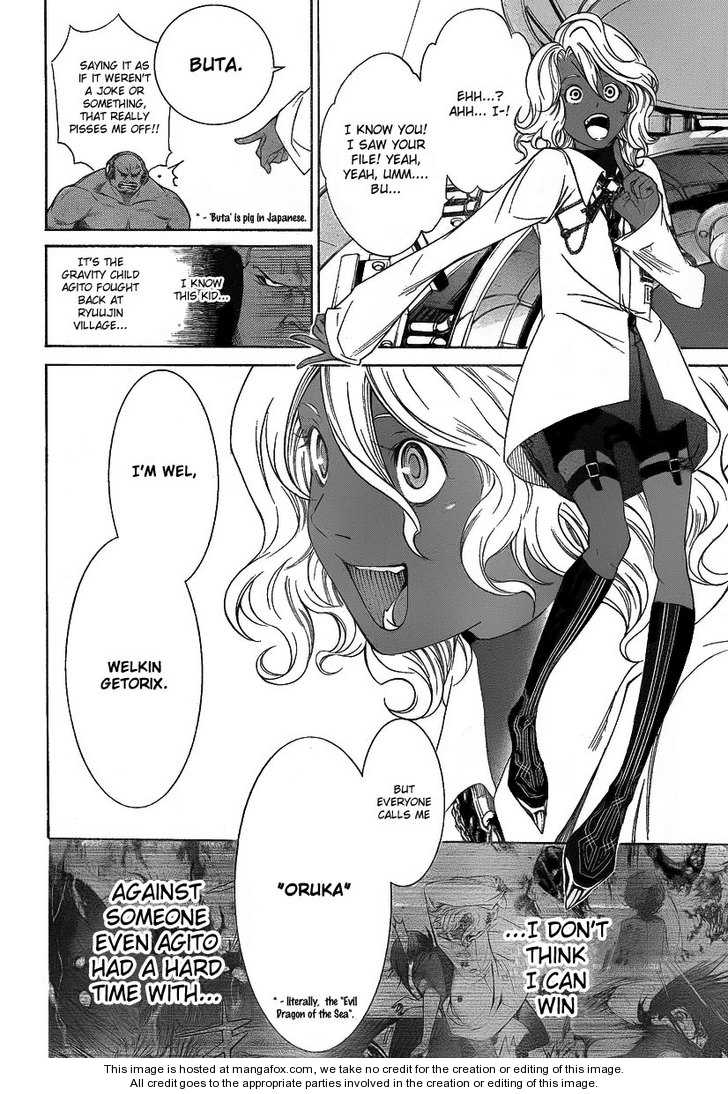 EHH...?
AHH... I-!
I KNOW YOU!
I SAW YOUR
FILE! YEAH,
YEAH, UMM....
BU...
BUTA.
SAYING IT AS
IF IT WEREN'T
A JOKE OR
SOMETHING,
THAT REALLY
PISSES ME OFF!!
* - 'Buta' is pig in Japanese.
I KNOW
THIS KID...
IT'S THE
GRAVITY CHILD
AGITO FOUGHT
BACK AT
RYUUJIN
VILLAGE...
I'M WEL,
WELKIN
GETORIX.
BUT
EVERYONE
CALLS ME
"ORUKA"
* - literally, the "Evil
Dragon of the Sea".
...I DON'T
THINK
I CAN
WIN
AGAINST
SOMEONE
EVEN AGITO
HAD A HARD
TIME WITH...
This image is hosted at mangafox.com, we take no credit for the creation or editing of this image.
All credit goes to the appropriate parties involved in the creation or editing of this image.